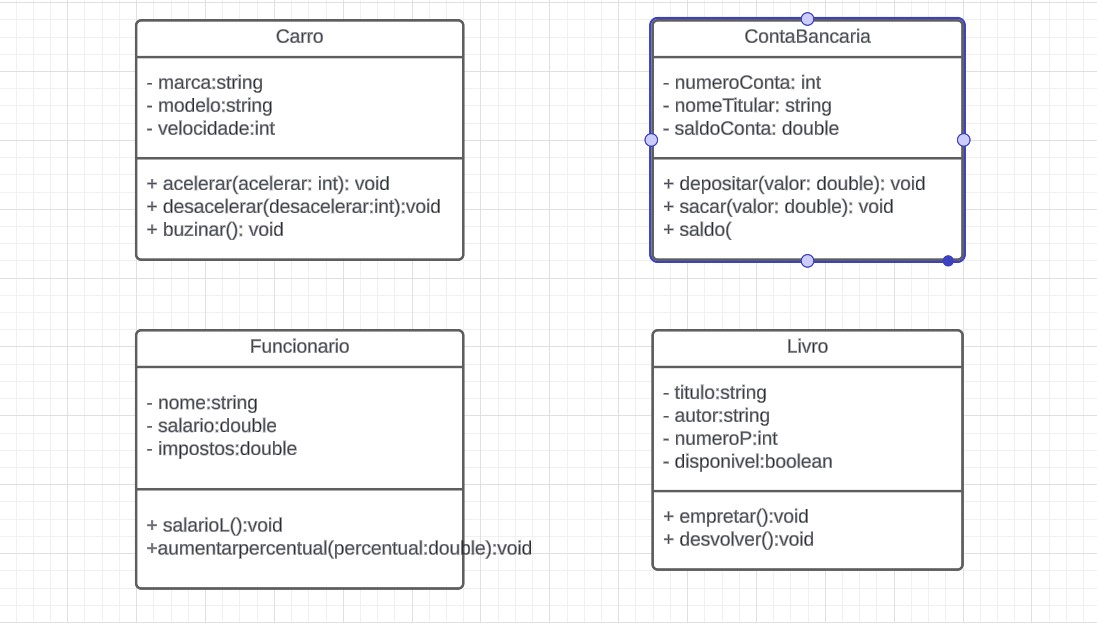 Carro
- marca:string
- modelo:string
- velocidade:int
+ acelerar(acelerar: int): void
+ desacelerar(desacelerar:int):void
+ buzinar(): void
ContaBancaria
- numeroConta: int
- nomeTitular: string
- saldoConta: double
+ depositar(valor: double): void
+ sacar(valor: double): void
+ saldo(
Funcionario
- nome:string
- salario:double
- impostos:double
+ salarioL():void
+aumentarpercentual(percentual:double):void
Livro
- titulo:string
- autor:string
- numeroP:int
- disponivel:boolean
+ empretar():void
+ desvolver():void